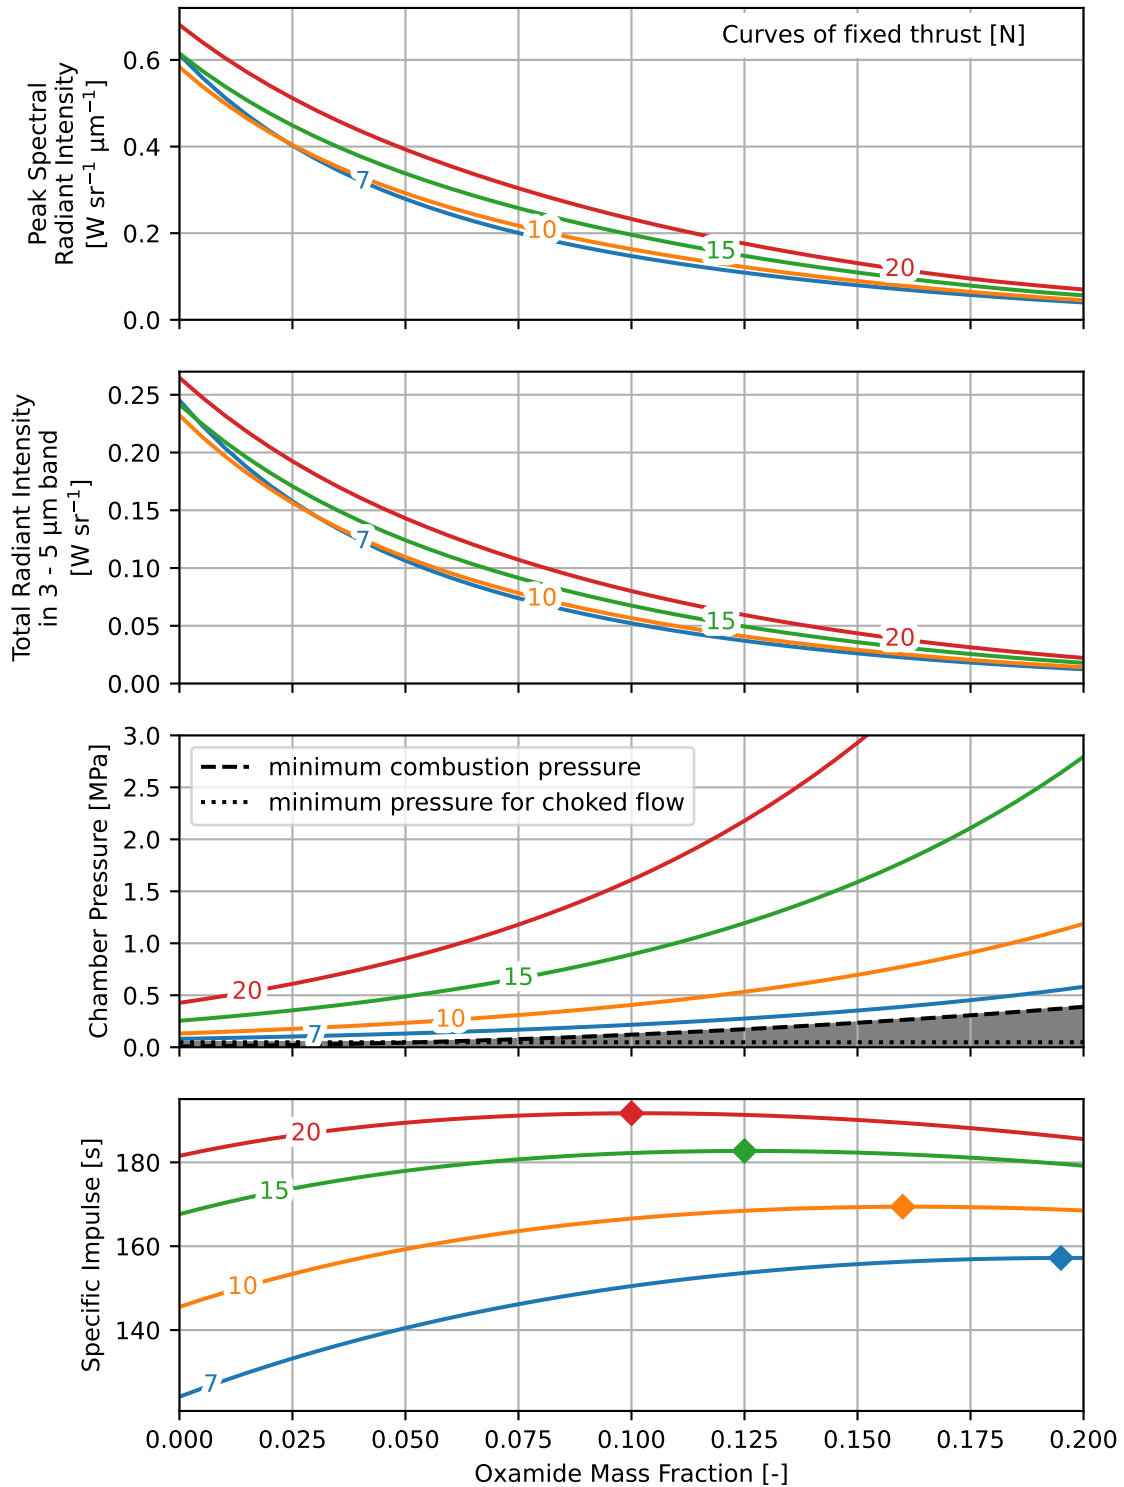 Curves of fixed thrust [N]
Peak Spectral
Radiant Intensity
[W sr⁻¹ μm⁻¹]
0.6
0.4
0.2
0.0
7
10
15
20
Total Radiant Intensity
in 3 - 5 μm band
[W sr⁻¹]
0.25
0.20
0.15
0.10
0.05
0.00
7
10
15
20
Chamber Pressure [MPa]
3.0
2.5
2.0
1.5
1.0
0.5
0.0
minimum combustion pressure
minimum pressure for choked flow
20
15
10
7
Specific Impulse [s]
180
160
140
20
15
10
7
0.000 0.025 0.050 0.075 0.100 0.125 0.150 0.175 0.200
Oxamide Mass Fraction [-]